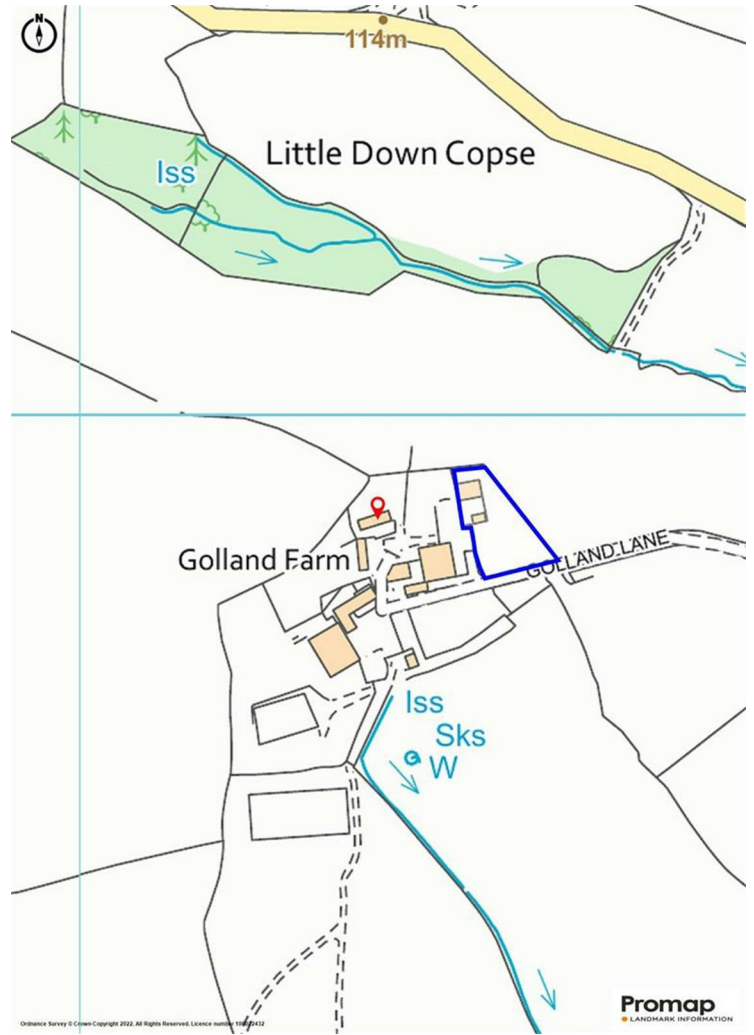 N
114m
Little Down Copse
Iss
Golland Farm
GOLLAND LANE
Iss
Sks
W
Promap
LANDMARK INFORMATION
Ordnance Survey © Crown Copyright 2022. All Rights Reserved. Licence number